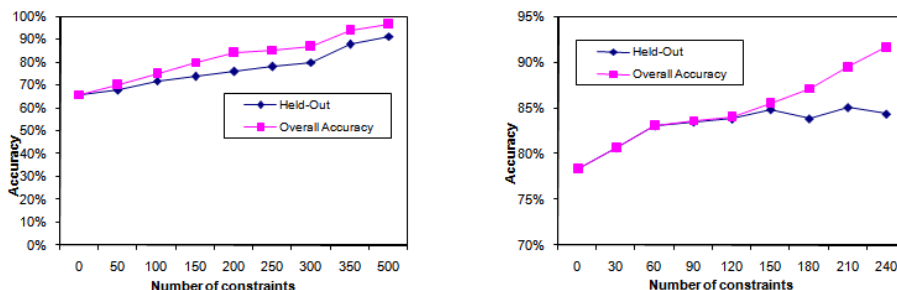 100%
90%
80%
70%
60%
50%
40%
30%
20%
10%
0%
Accuracy
Held-Out
Overall Accuracy
0 50 100 150 200 250 300 350 500
Number of constraints
95%
90%
85%
80%
75%
70%
Accuracy
Held-Out
Overall Accuracy
0 30 60 90 120 150 180 210 240
Number of constraints